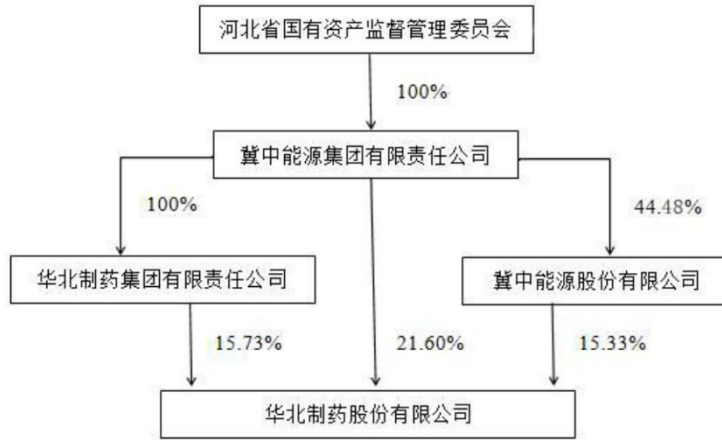 河北省国有资产监督管理委员会
100%
冀中能源集团有限责任公司
100%
44.48%
华北制药集团有限责任公司
冀中能源股份有限公司
15.73%
21.60%
15.33%
华北制药股份有限公司